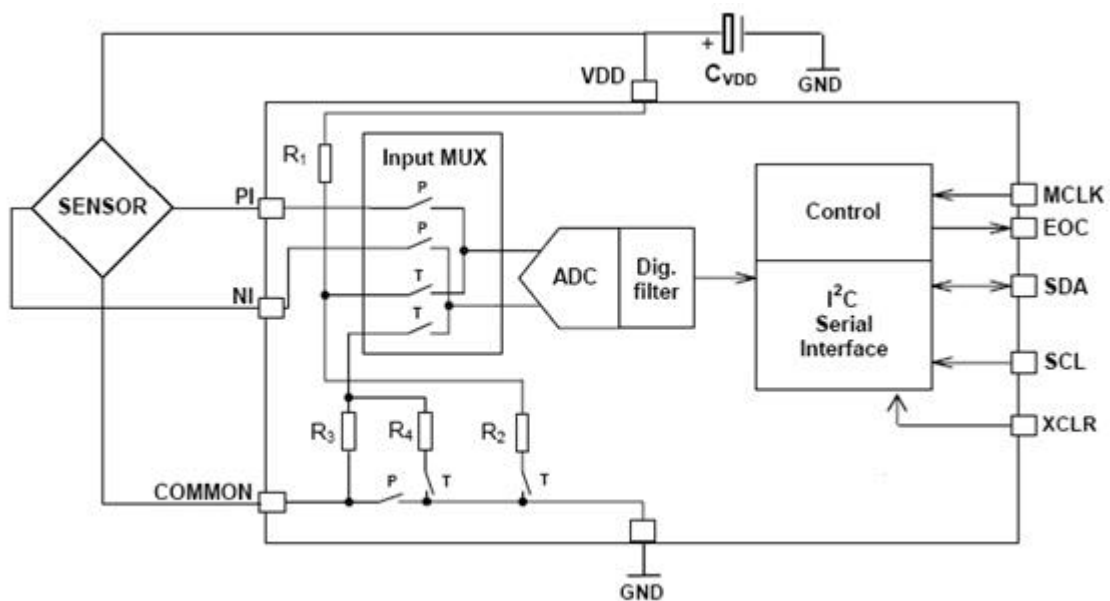 VDD
+
C_VDD
GND
R₁
Input MUX
P
PI
SENSOR
P
NI
T
T
ADC
Dig.
filter
Control
I²C
Serial
Interface
MCLK
EOC
SDA
SCL
XCLR
R₃
R₄
R₂
COMMON
P
T
T
GND